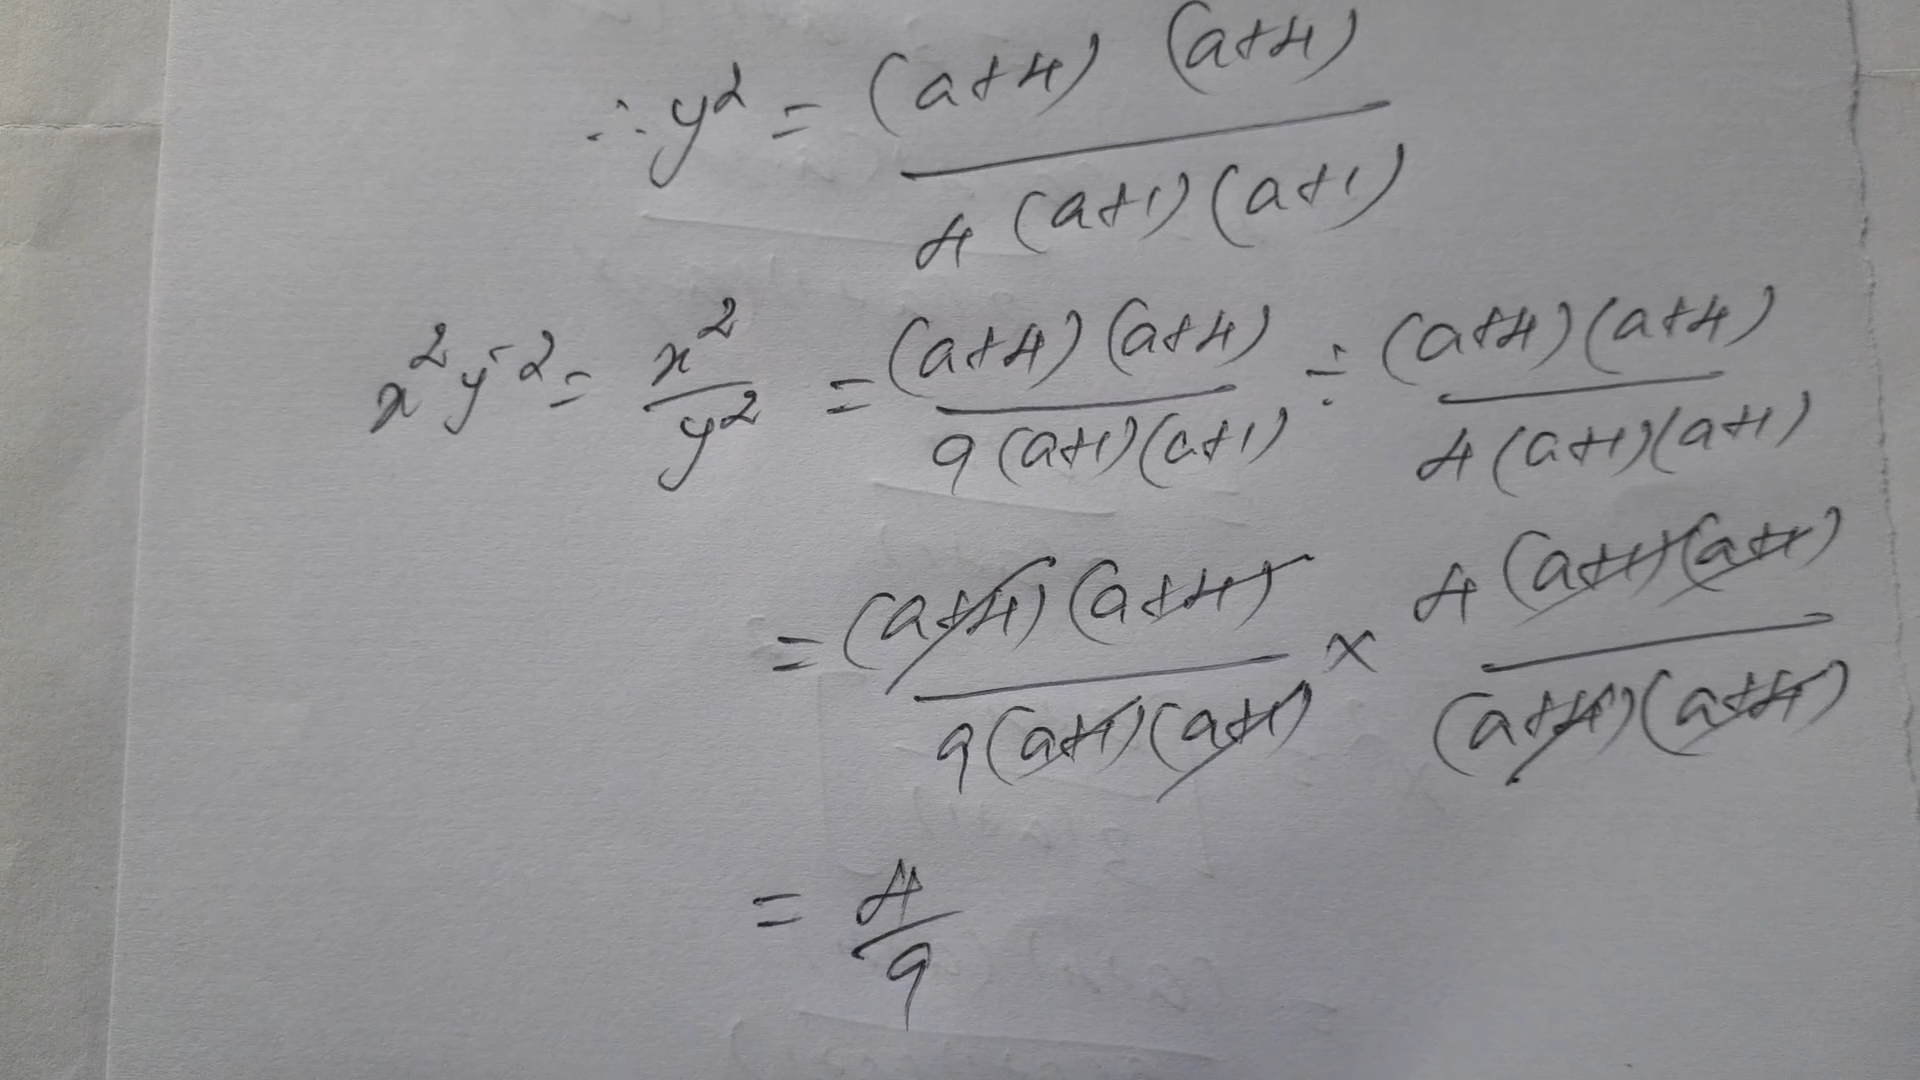 ∴ y² = (a+4) (a+4) / 4 (a+1) (a+1)
x² y⁻² = x² / y² = (a+4) (a+4) / 9 (a+1) (a+1) ÷ (a+4) (a+4) / 4 (a+1) (a+1)
= (a+4) (a+4) / 9 (a+1) (a+1) × 4 (a+1) (a+1) / (a+4) (a+4)
= 4 / 9